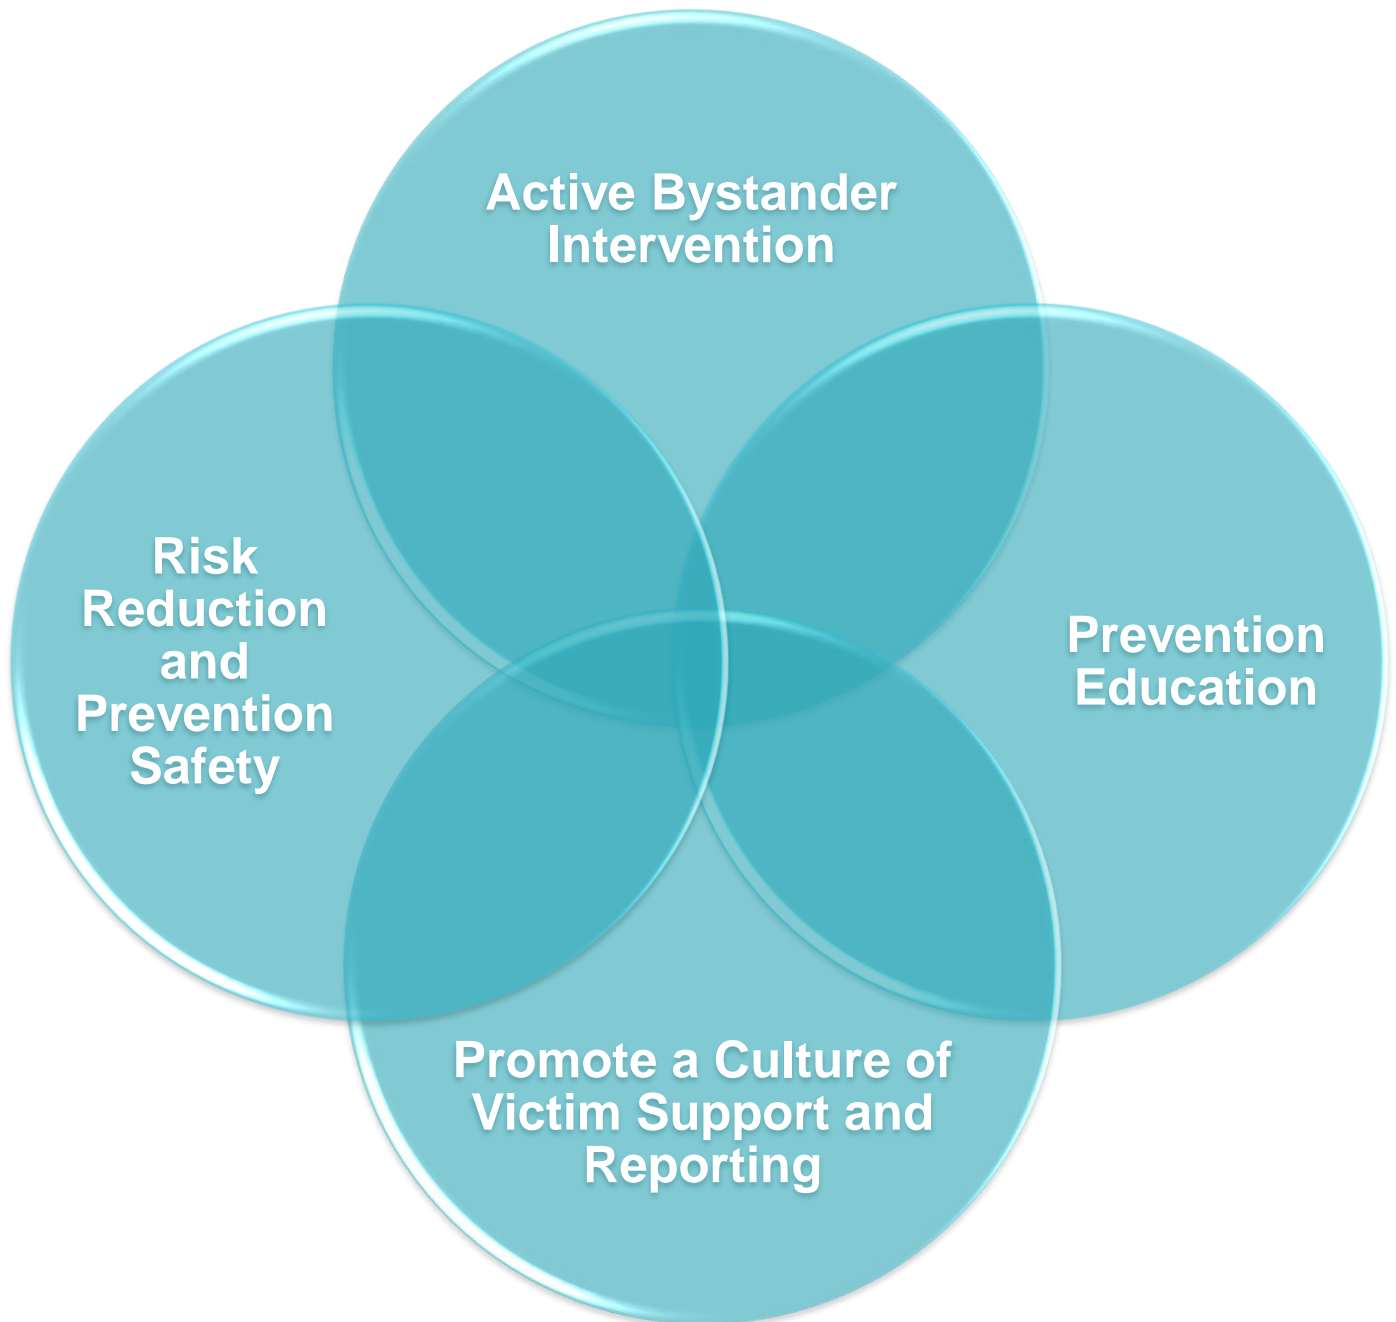 Active Bystander
Intervention
Risk
Reduction
and
Prevention
Safety
Prevention
Education
Promote a Culture of
Victim Support and
Reporting